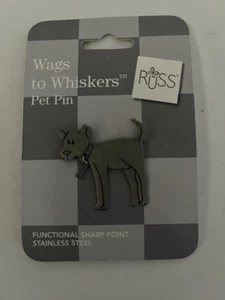 Wags
to Whiskers™
Pet Pin
RUSS®
FUNCTIONAL SHARP POINT
STAINLESS STEEL